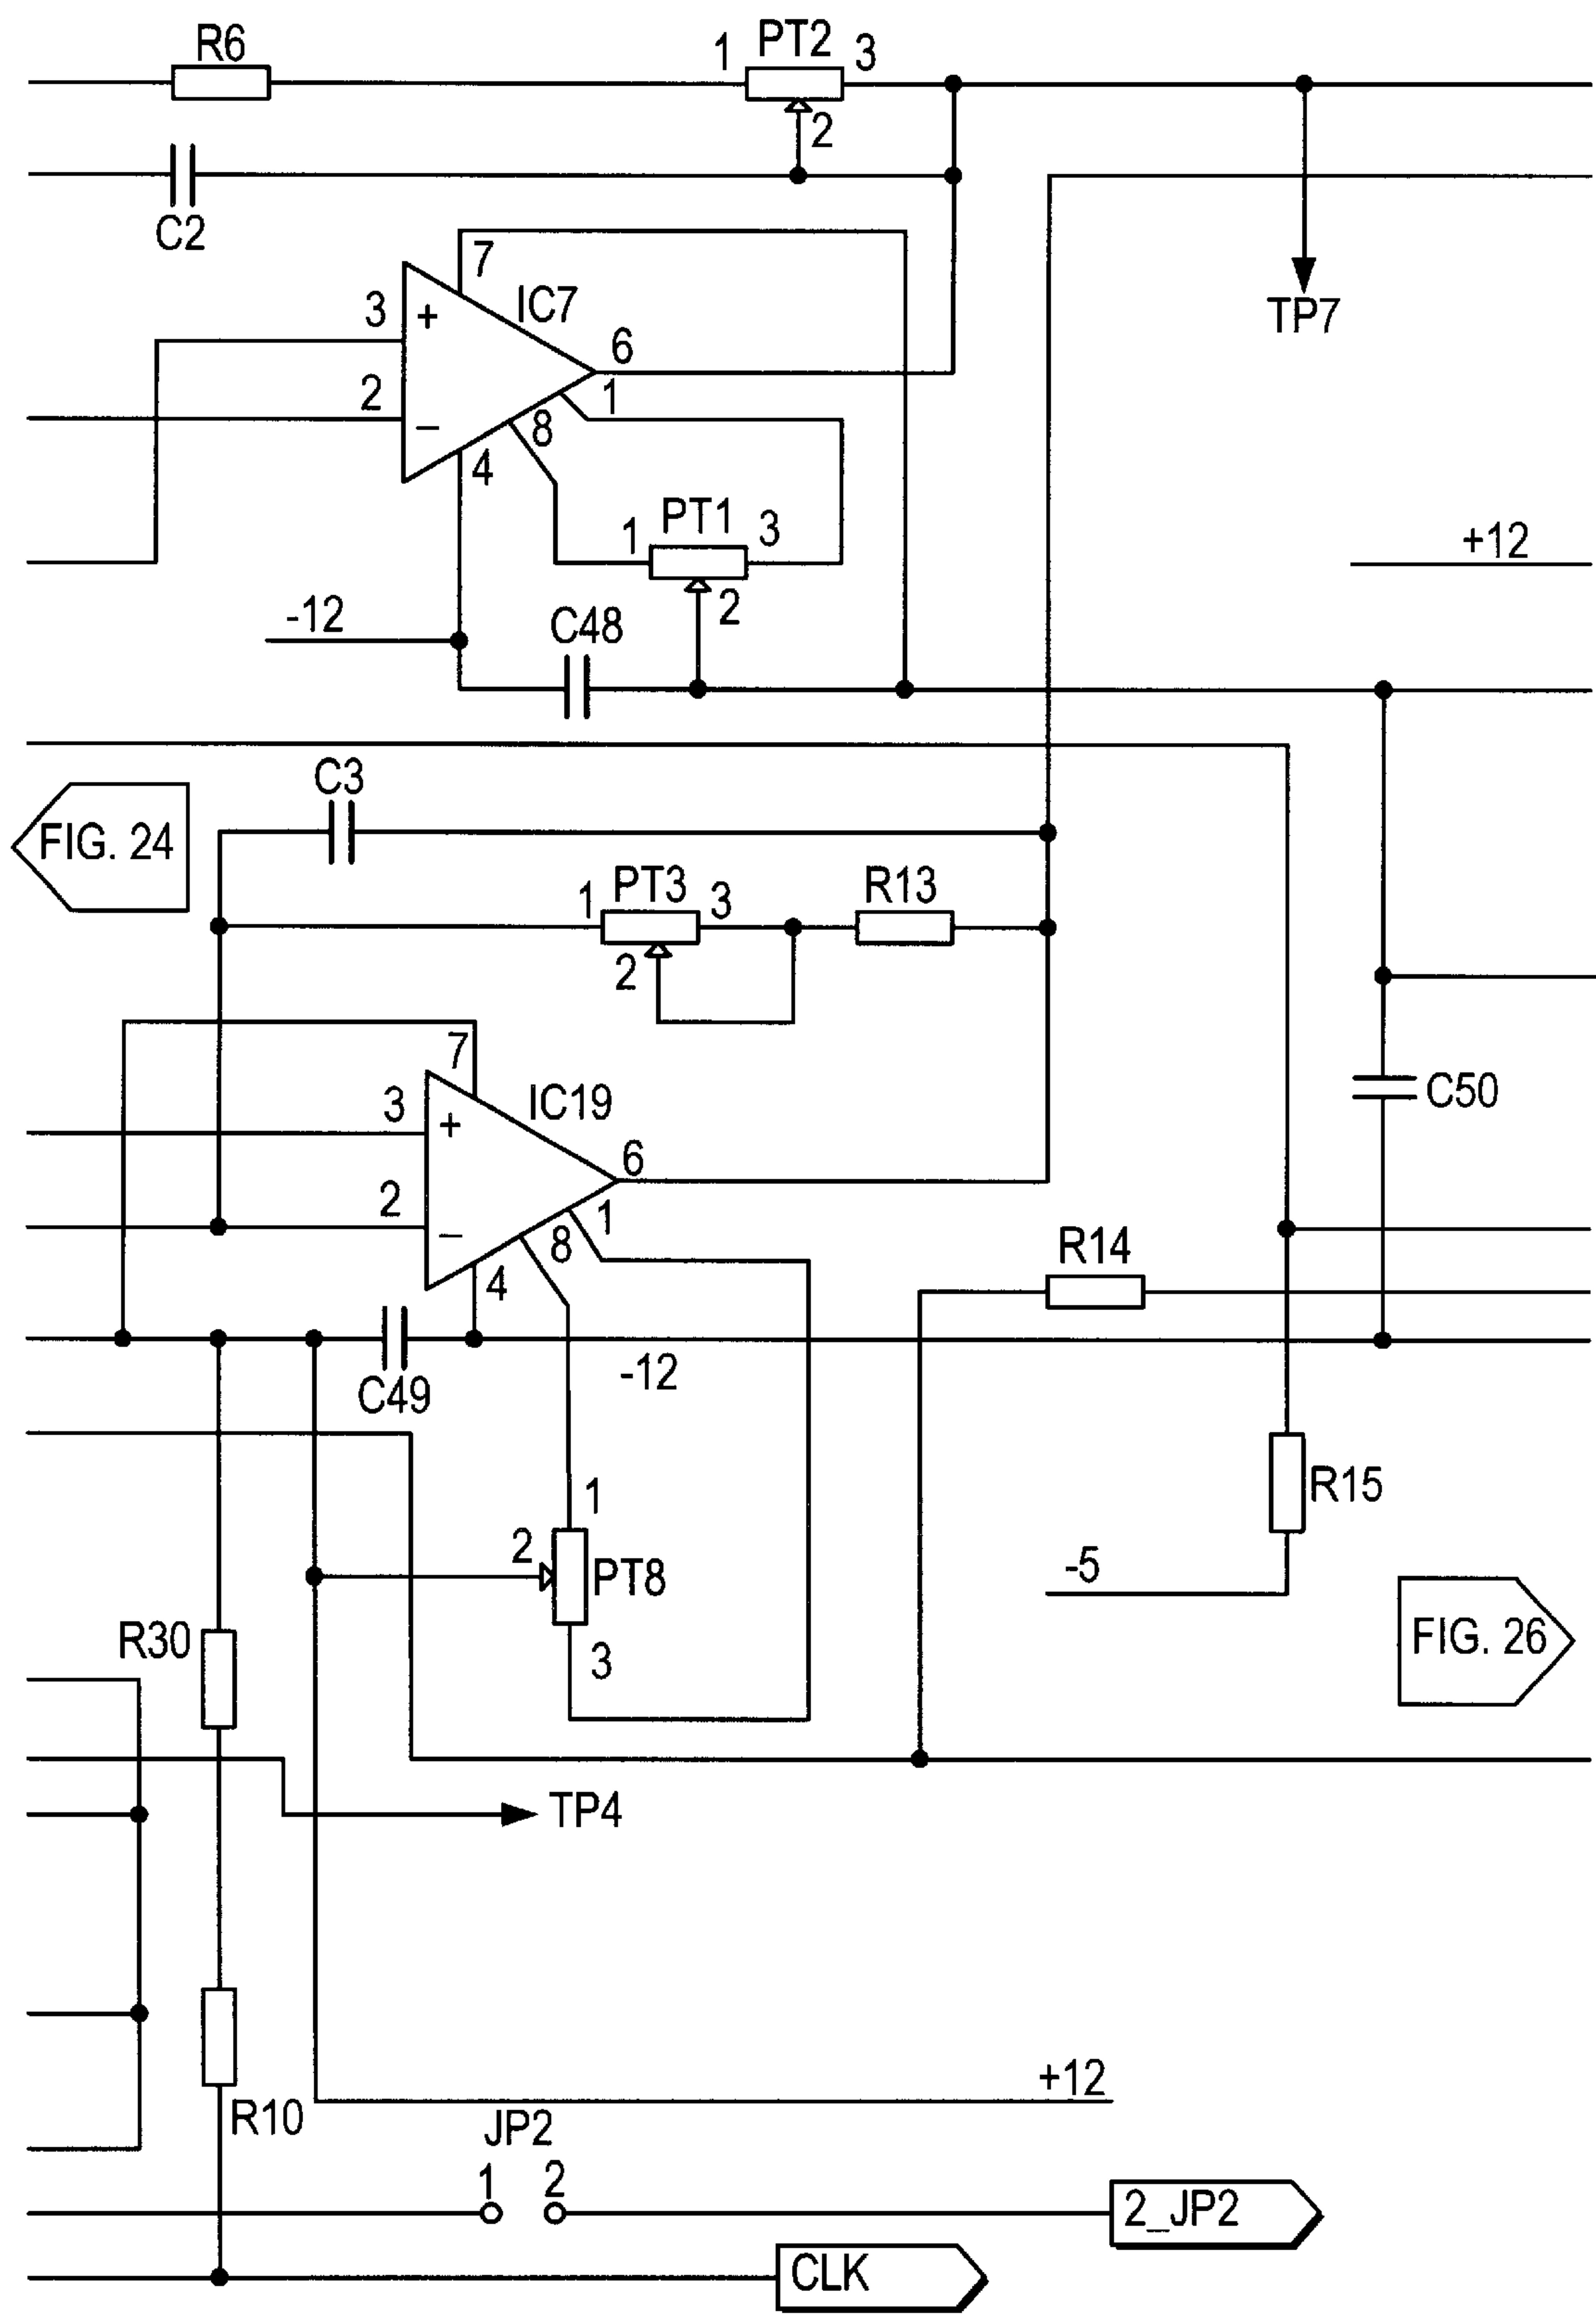 R6
1 PT2 3
2
C2
7
IC7
3 +
6
2 –
1
8
4
TP7
PT1
1 3
2
+12
-12
C48
C3
FIG. 24
PT3 R13
1 3
2
7
IC19
3 +
C50
6
2 –
1
8
4
R14
-12
C49
1
R15
2
PT8
-5
3
R30
FIG. 26
TP4
+12
R10
JP2
1 2
2_JP2
CLK